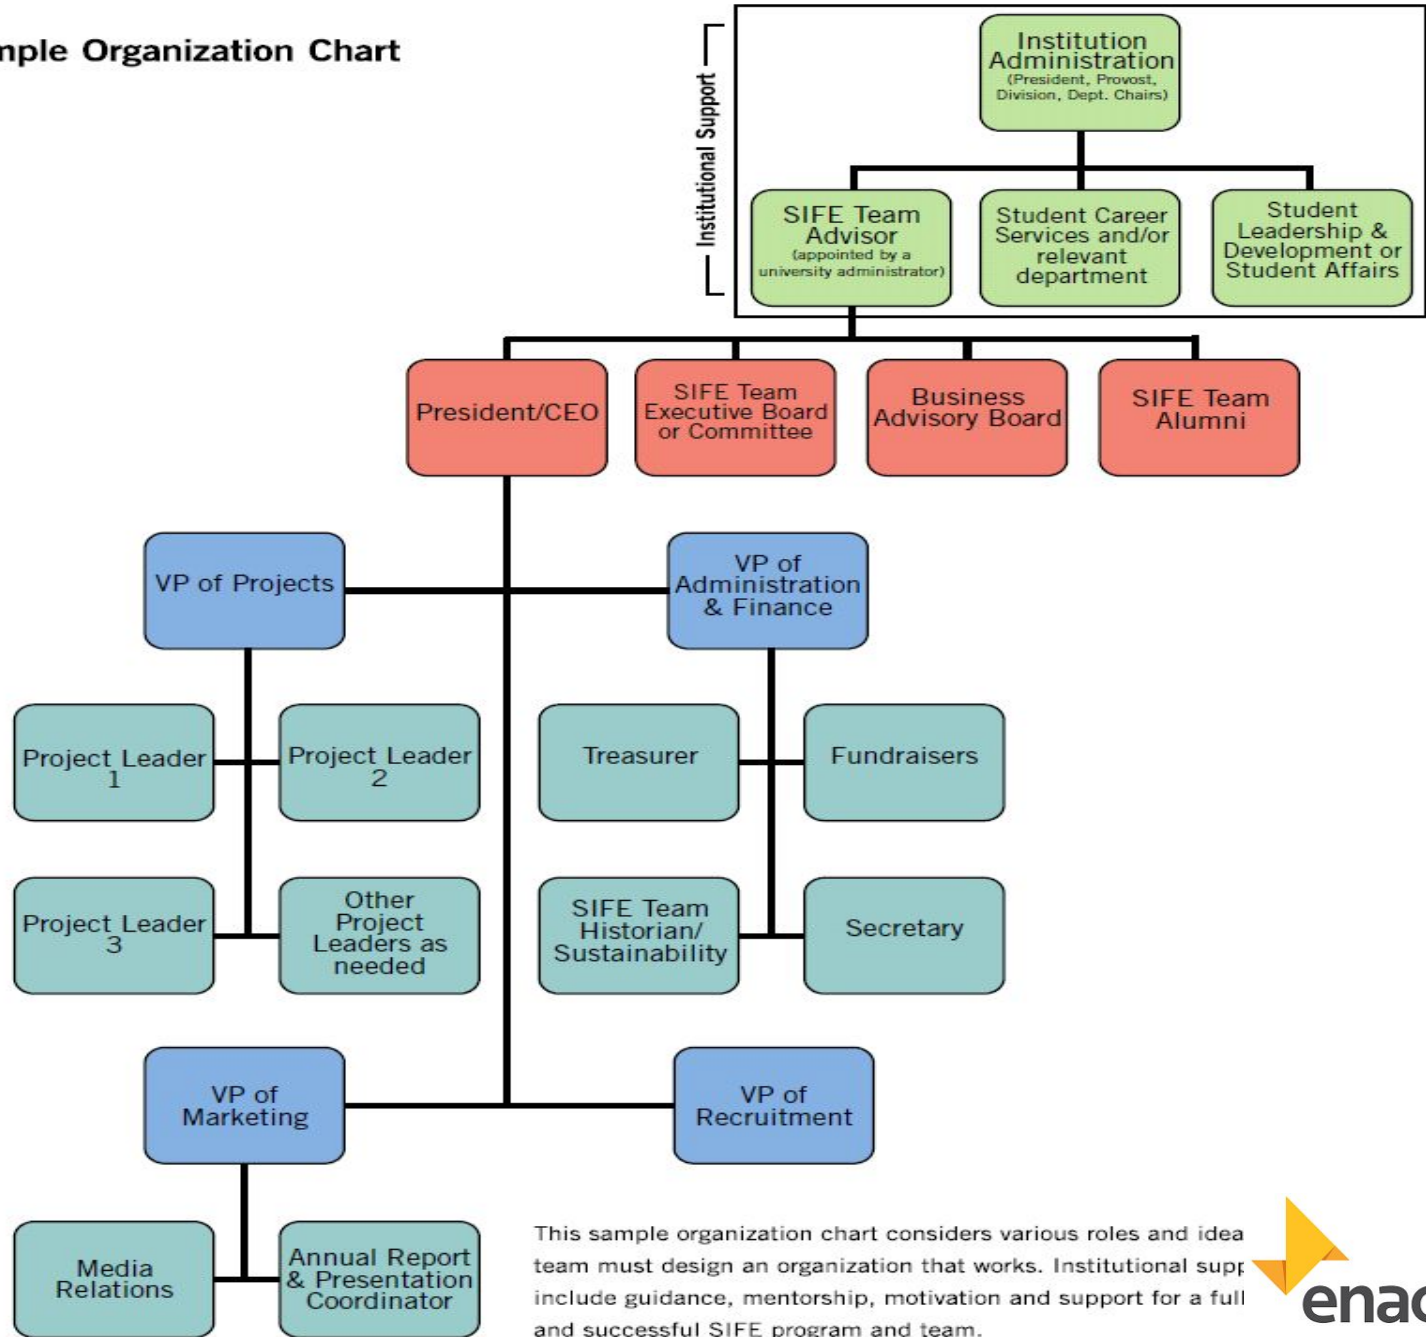 mple Organization Chart
Institutional Support
Institution
Administration
(President, Provost,
Division, Dept. Chairs)
SIFE Team
Advisor
(appointed by a
university administrator)
Student Career
Services and/or
relevant
department
Student
Leadership &
Development or
Student Affairs
President/CEO
SIFE Team
Executive Board
or Committee
Business
Advisory Board
SIFE Team
Alumni
VP of Projects
VP of
Administration
& Finance
Project Leader
1
Project Leader
2
Treasurer
Fundraisers
Project Leader
3
Other
Project
Leaders as
needed
SIFE Team
Historian/
Sustainability
Secretary
VP of
Marketing
VP of
Recruitment
Media
Relations
Annual Report
& Presentation
Coordinator
This sample organization chart considers various roles and idea
team must design an organization that works. Institutional supp
include guidance, mentorship, motivation and support for a full
and successful SIFE program and team.
enac